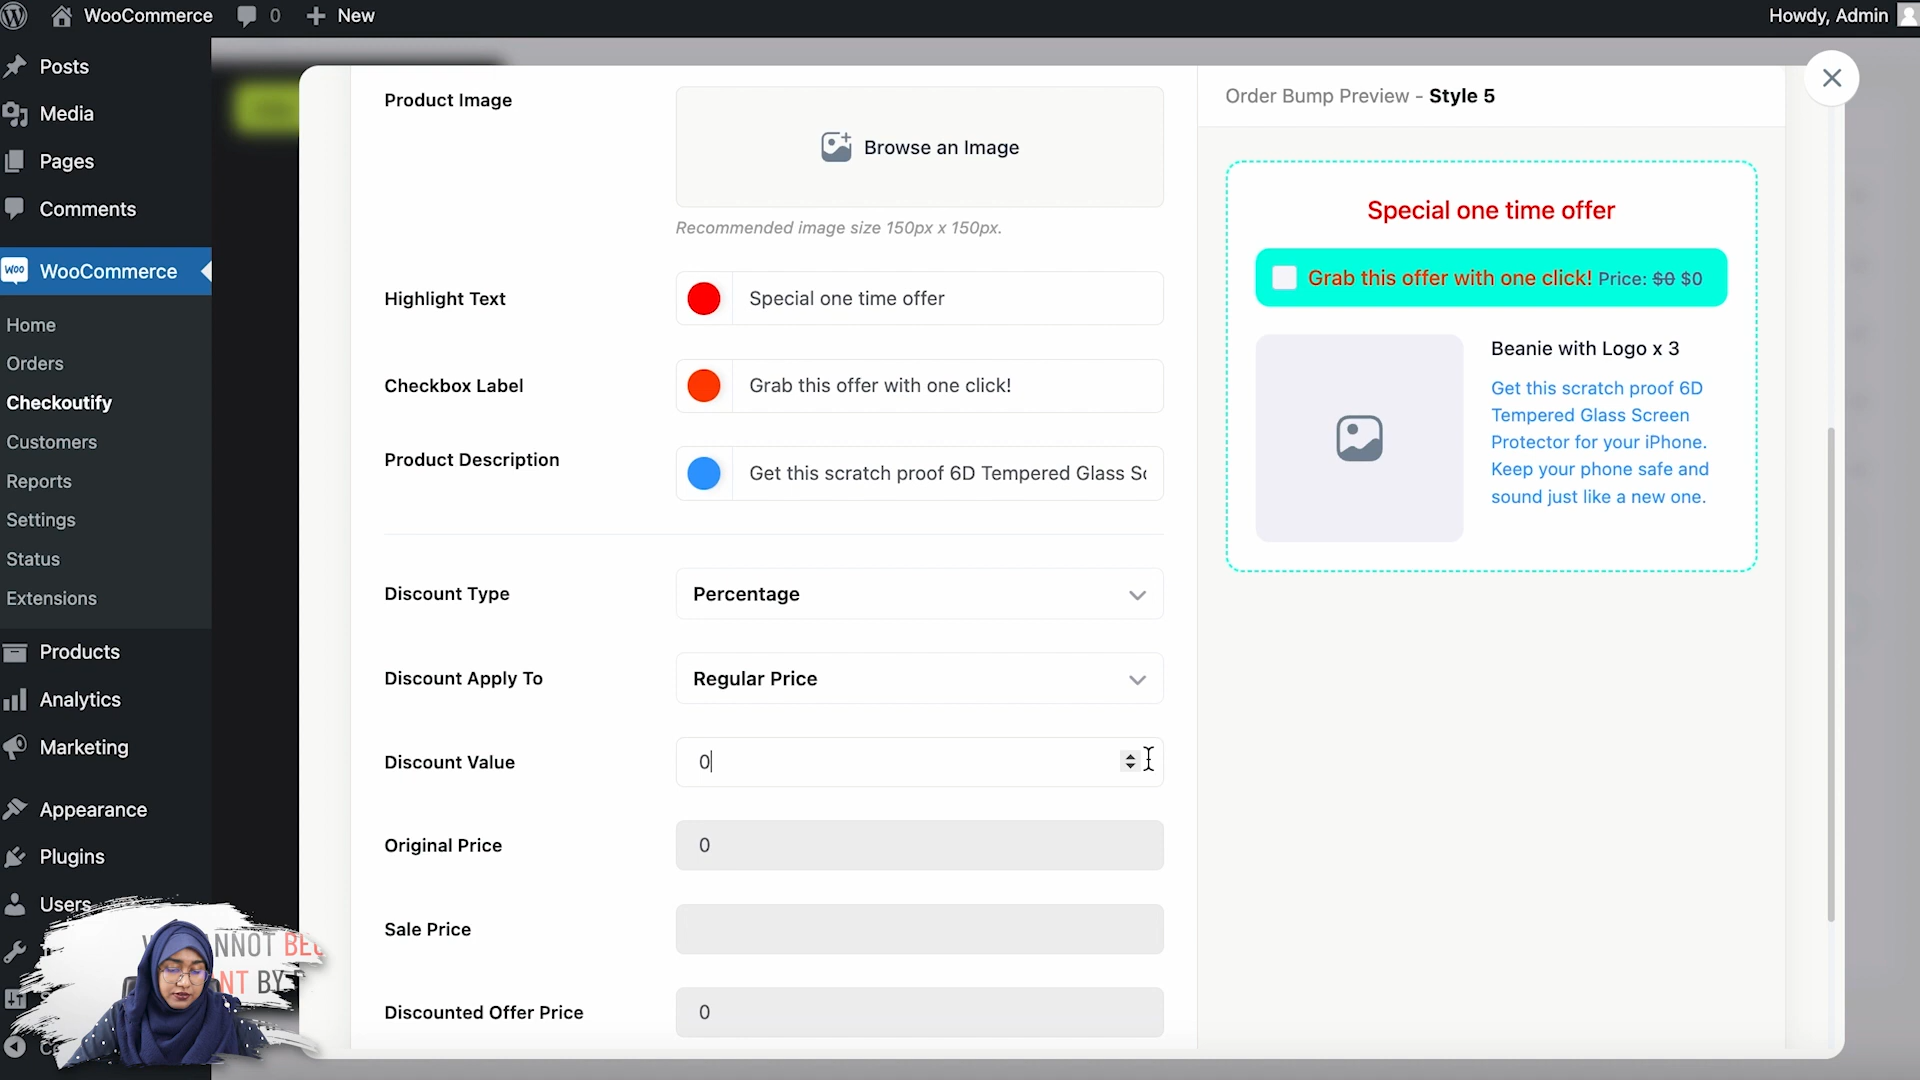 WooCommerce
0
New
Howdy, Admin
Posts
Media
Pages
Comments
Woo WooCommerce
Home
Orders
Checkoutify
Customers
Reports
Settings
Status
Extensions
Products
Analytics
Marketing
Appearance
Plugins
Users
Product Image
Browse an Image
Recommended image size 150px x 150px.
Highlight Text
Special one time offer
Checkbox Label
Grab this offer with one click!
Product Description
Get this scratch proof 6D Tempered Glass Sc
Discount Type
Percentage
Discount Apply To
Regular Price
Discount Value
0
Original Price
0
Sale Price
Discounted Offer Price
0
Order Bump Preview - Style 5
Special one time offer
Grab this offer with one click! Price: $0 $0
Beanie with Logo x 3
Get this scratch proof 6D
Tempered Glass Screen
Protector for your iPhone.
Keep your phone safe and
sound just like a new one.
BY